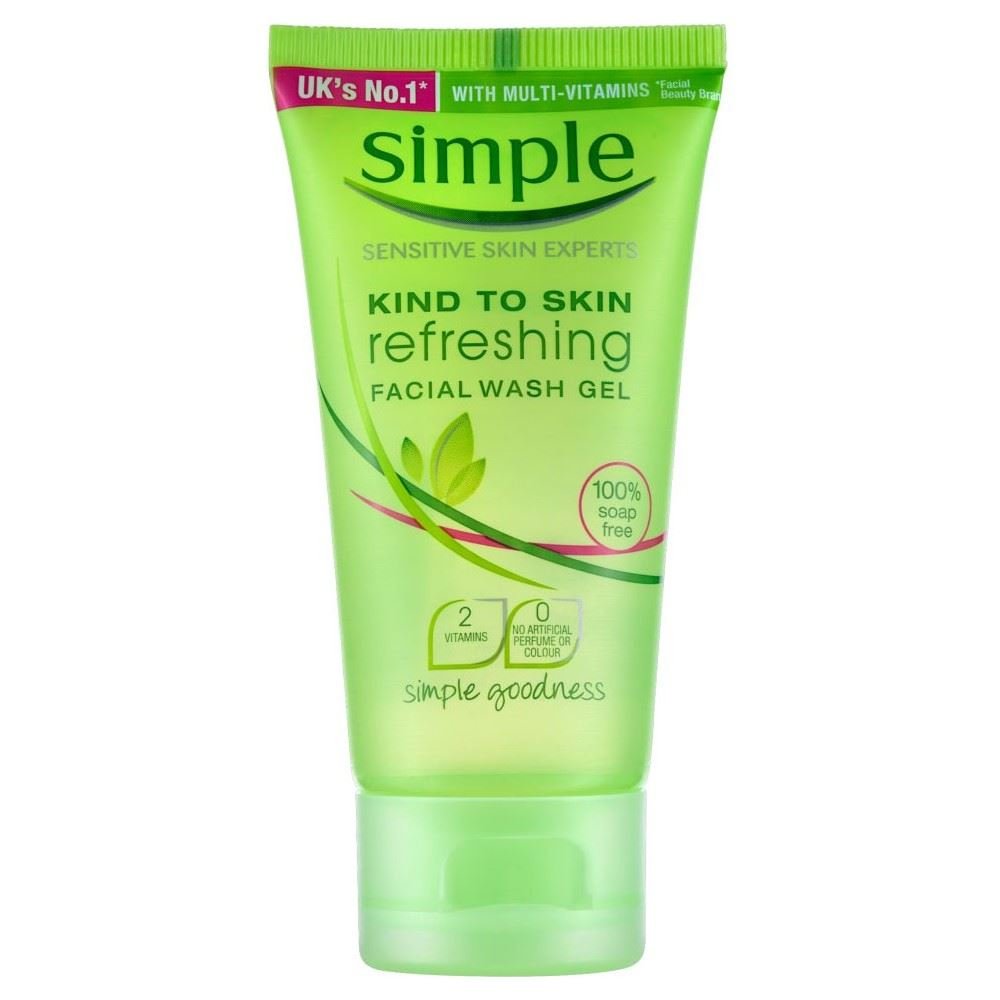 UK's No.1*
WITH MULTI-VITAMINS
*Facial
Beauty
simple
SENSITIVE SKIN EXPERTS
KIND TO SKIN
refreshing
FACIAL WASH GEL
100%
soap
free
2
VITAMINS
0
NO ARTIFICIAL
PERFUME OR
COLOUR
simple goodness